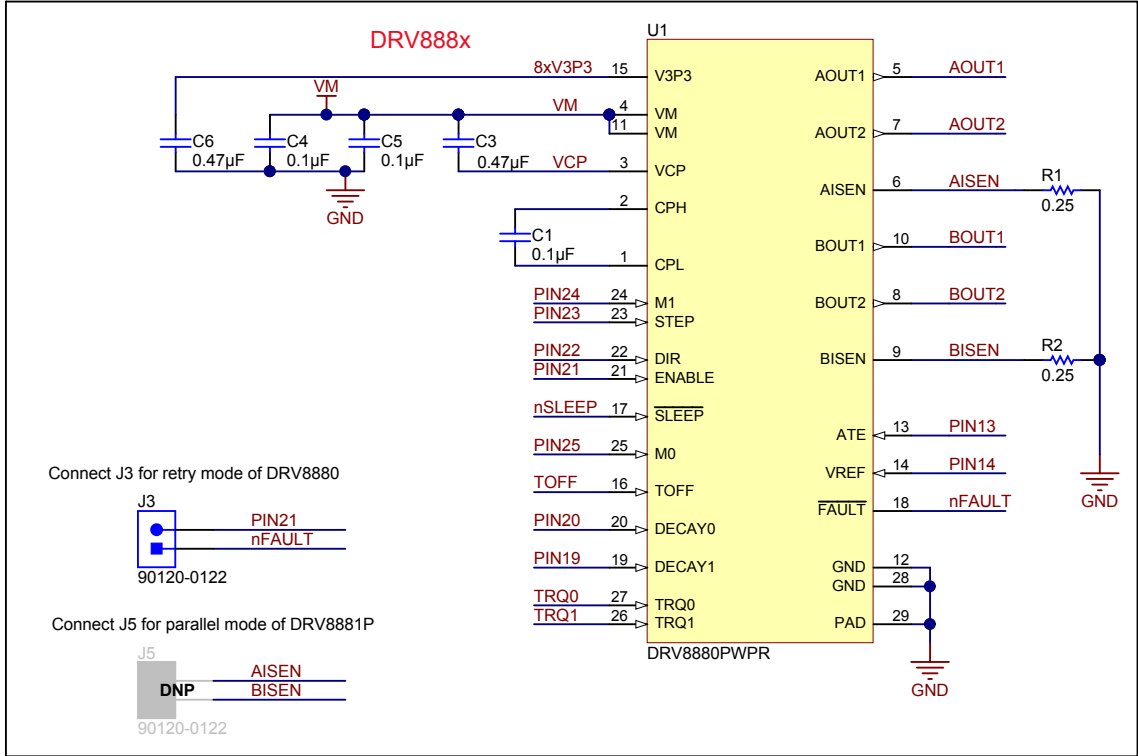 DRV888x
U1
8xV3P3 15 V3P3
VM
VM 4 VM
11 VM
C6
0.47µF
C4
0.1µF
C5
0.1µF
C3
0.47µF
VCP 3 VCP
GND
2 CPH
C1
0.1µF
1 CPL
PIN24 24 M1
PIN23 23 STEP
PIN22 22 DIR
PIN21 21 ENABLE
nSLEEP 17 SLEEP
PIN25 25 M0
TOFF 16 TOFF
PIN20 20 DECAY0
PIN19 19 DECAY1
TRQ0 27 TRQ0
TRQ1 26 TRQ1
AOUT1 5 AOUT1
AOUT2 7 AOUT2
AISEN 6 AISEN
R1
0.25
BOUT1 10 BOUT1
BOUT2 8 BOUT2
BISEN 9 BISEN
R2
0.25
ATE 13 PIN13
VREF 14 PIN14
FAULT 18 nFAULT
GND
GND 12
GND 28
PAD 29
GND
DRV8880PWPR
Connect J3 for retry mode of DRV8880
J3
PIN21
nFAULT
90120-0122
Connect J5 for parallel mode of DRV8881P
J5
AISEN
DNP
BISEN
90120-0122